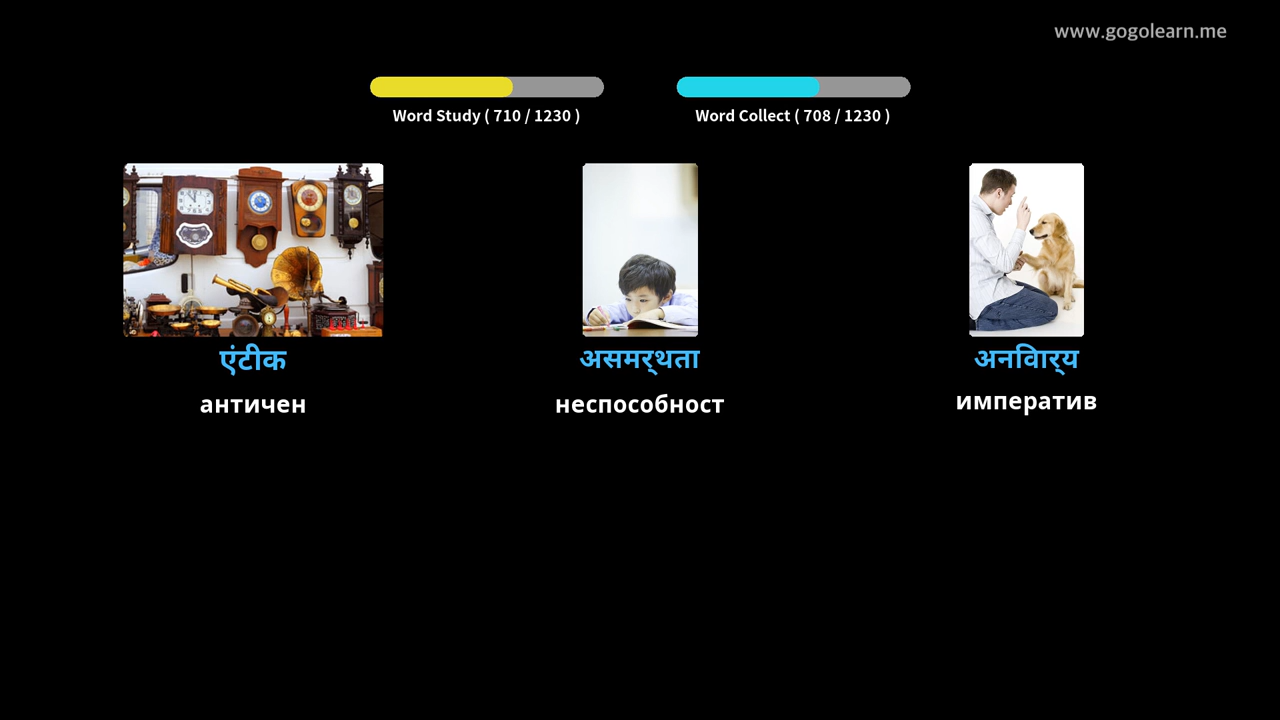 www.gogolearn.me
Word Study ( 710 / 1230 )
Word Collect ( 708 / 1230 )
एंटीक
असमर्थता
अनिवार्य
античен
неспособност
императив